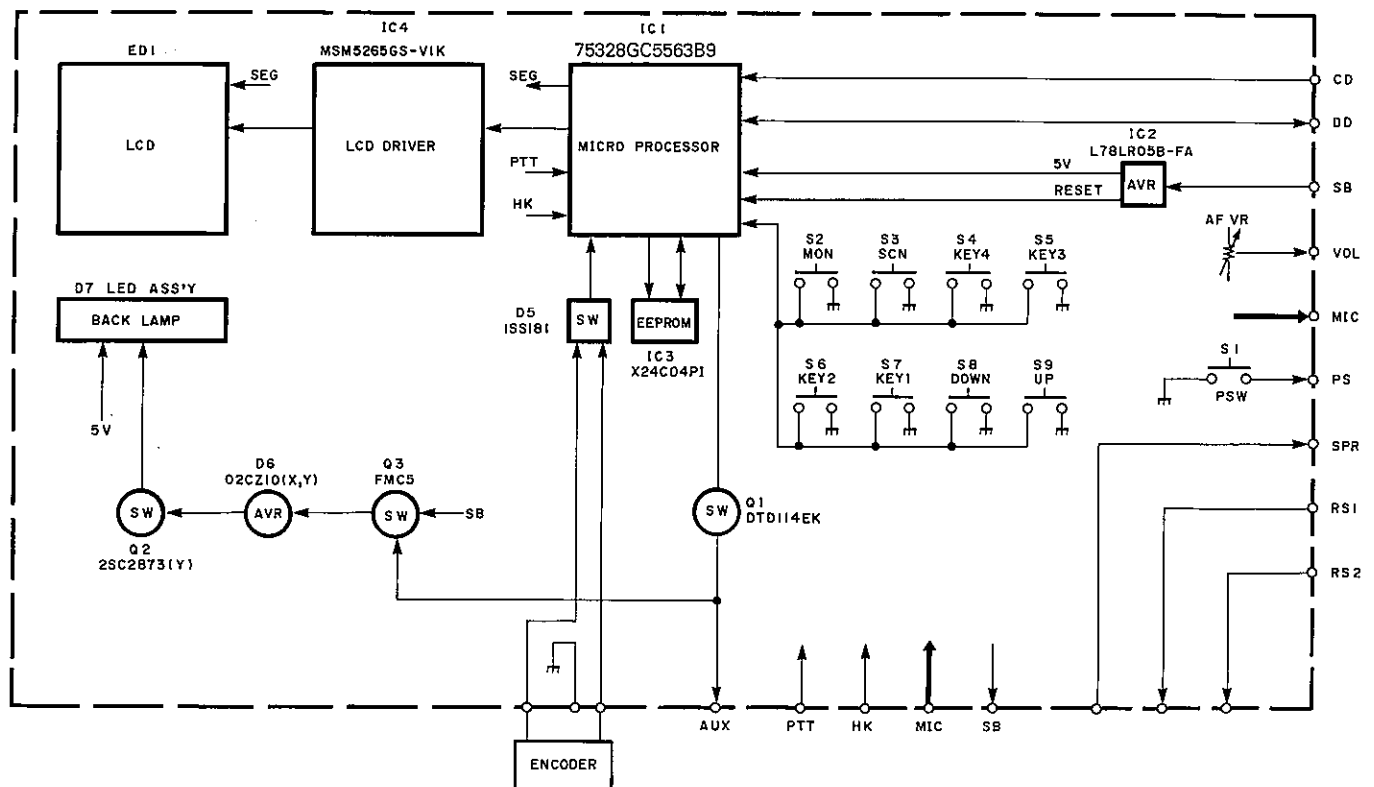 IC4
MSM5265GS-V1K
IC1
75328GC5563B9
ED1
SEG
LCD
LCD DRIVER
SEG
PTT
HK
MICRO PROCESSOR
CD
DD
IC2
L78LR05B-FA
5V
RESET
AVR
SB
AF VR
VOL
MIC
S2
MON
S3
SCN
S4
KEY4
S5
KEY3
D7 LED ASS'Y
BACK LAMP
5V
D5
1SS181
SW
EEPROM
IC3
X24C04PI
S6
KEY2
S7
KEY1
S8
DOWN
S9
UP
S1
PSW
PS
SPR
D6
02CZ10(X,Y)
Q3
FMC5
SW
AVR
SW
SB
Q2
2SC2873(Y)
SW
Q1
DTD114EK
RS1
RS2
AUX
PTT
HK
MIC
SB
ENCODER